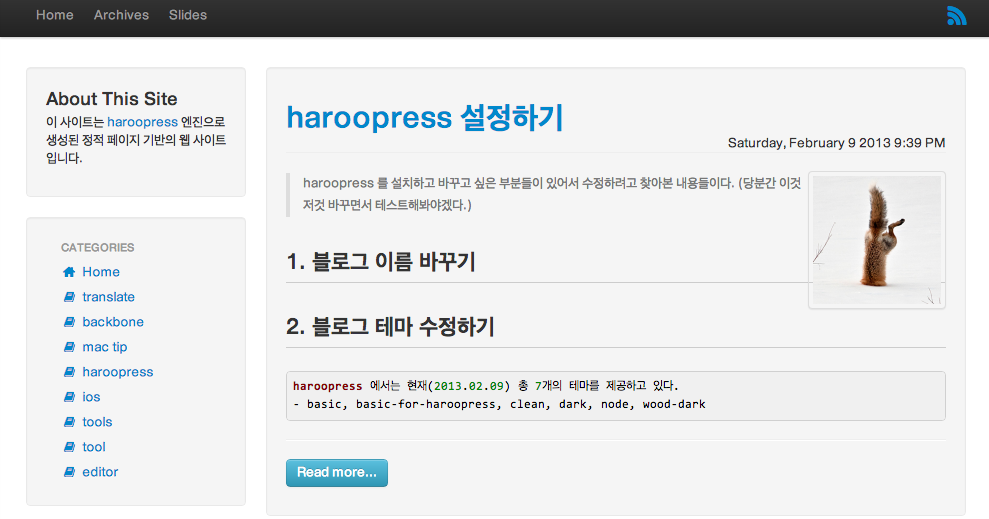 Home Archives Slides
About This Site
이 사이트는 haroopress 엔진으로
생성된 정적 페이지 기반의 웹 사이트
입니다.
CATEGORIES
Home
translate
backbone
mac tip
haroopress
ios
tools
tool
editor
haroopress 설정하기
Saturday, February 9 2013 9:39 PM
haroopress 를 설치하고 바꾸고 싶은 부분들이 있어서 수정하려고 찾아본 내용들이다. (당분간 이것
저것 바꾸면서 테스트해봐야겠다.)
1. 블로그 이름 바꾸기
2. 블로그 테마 수정하기
haroopress 에서는 현재(2013.02.09) 총 7개의 테마를 제공하고 있다.
- basic, basic-for-haroopress, clean, dark, node, wood-dark
Read more...